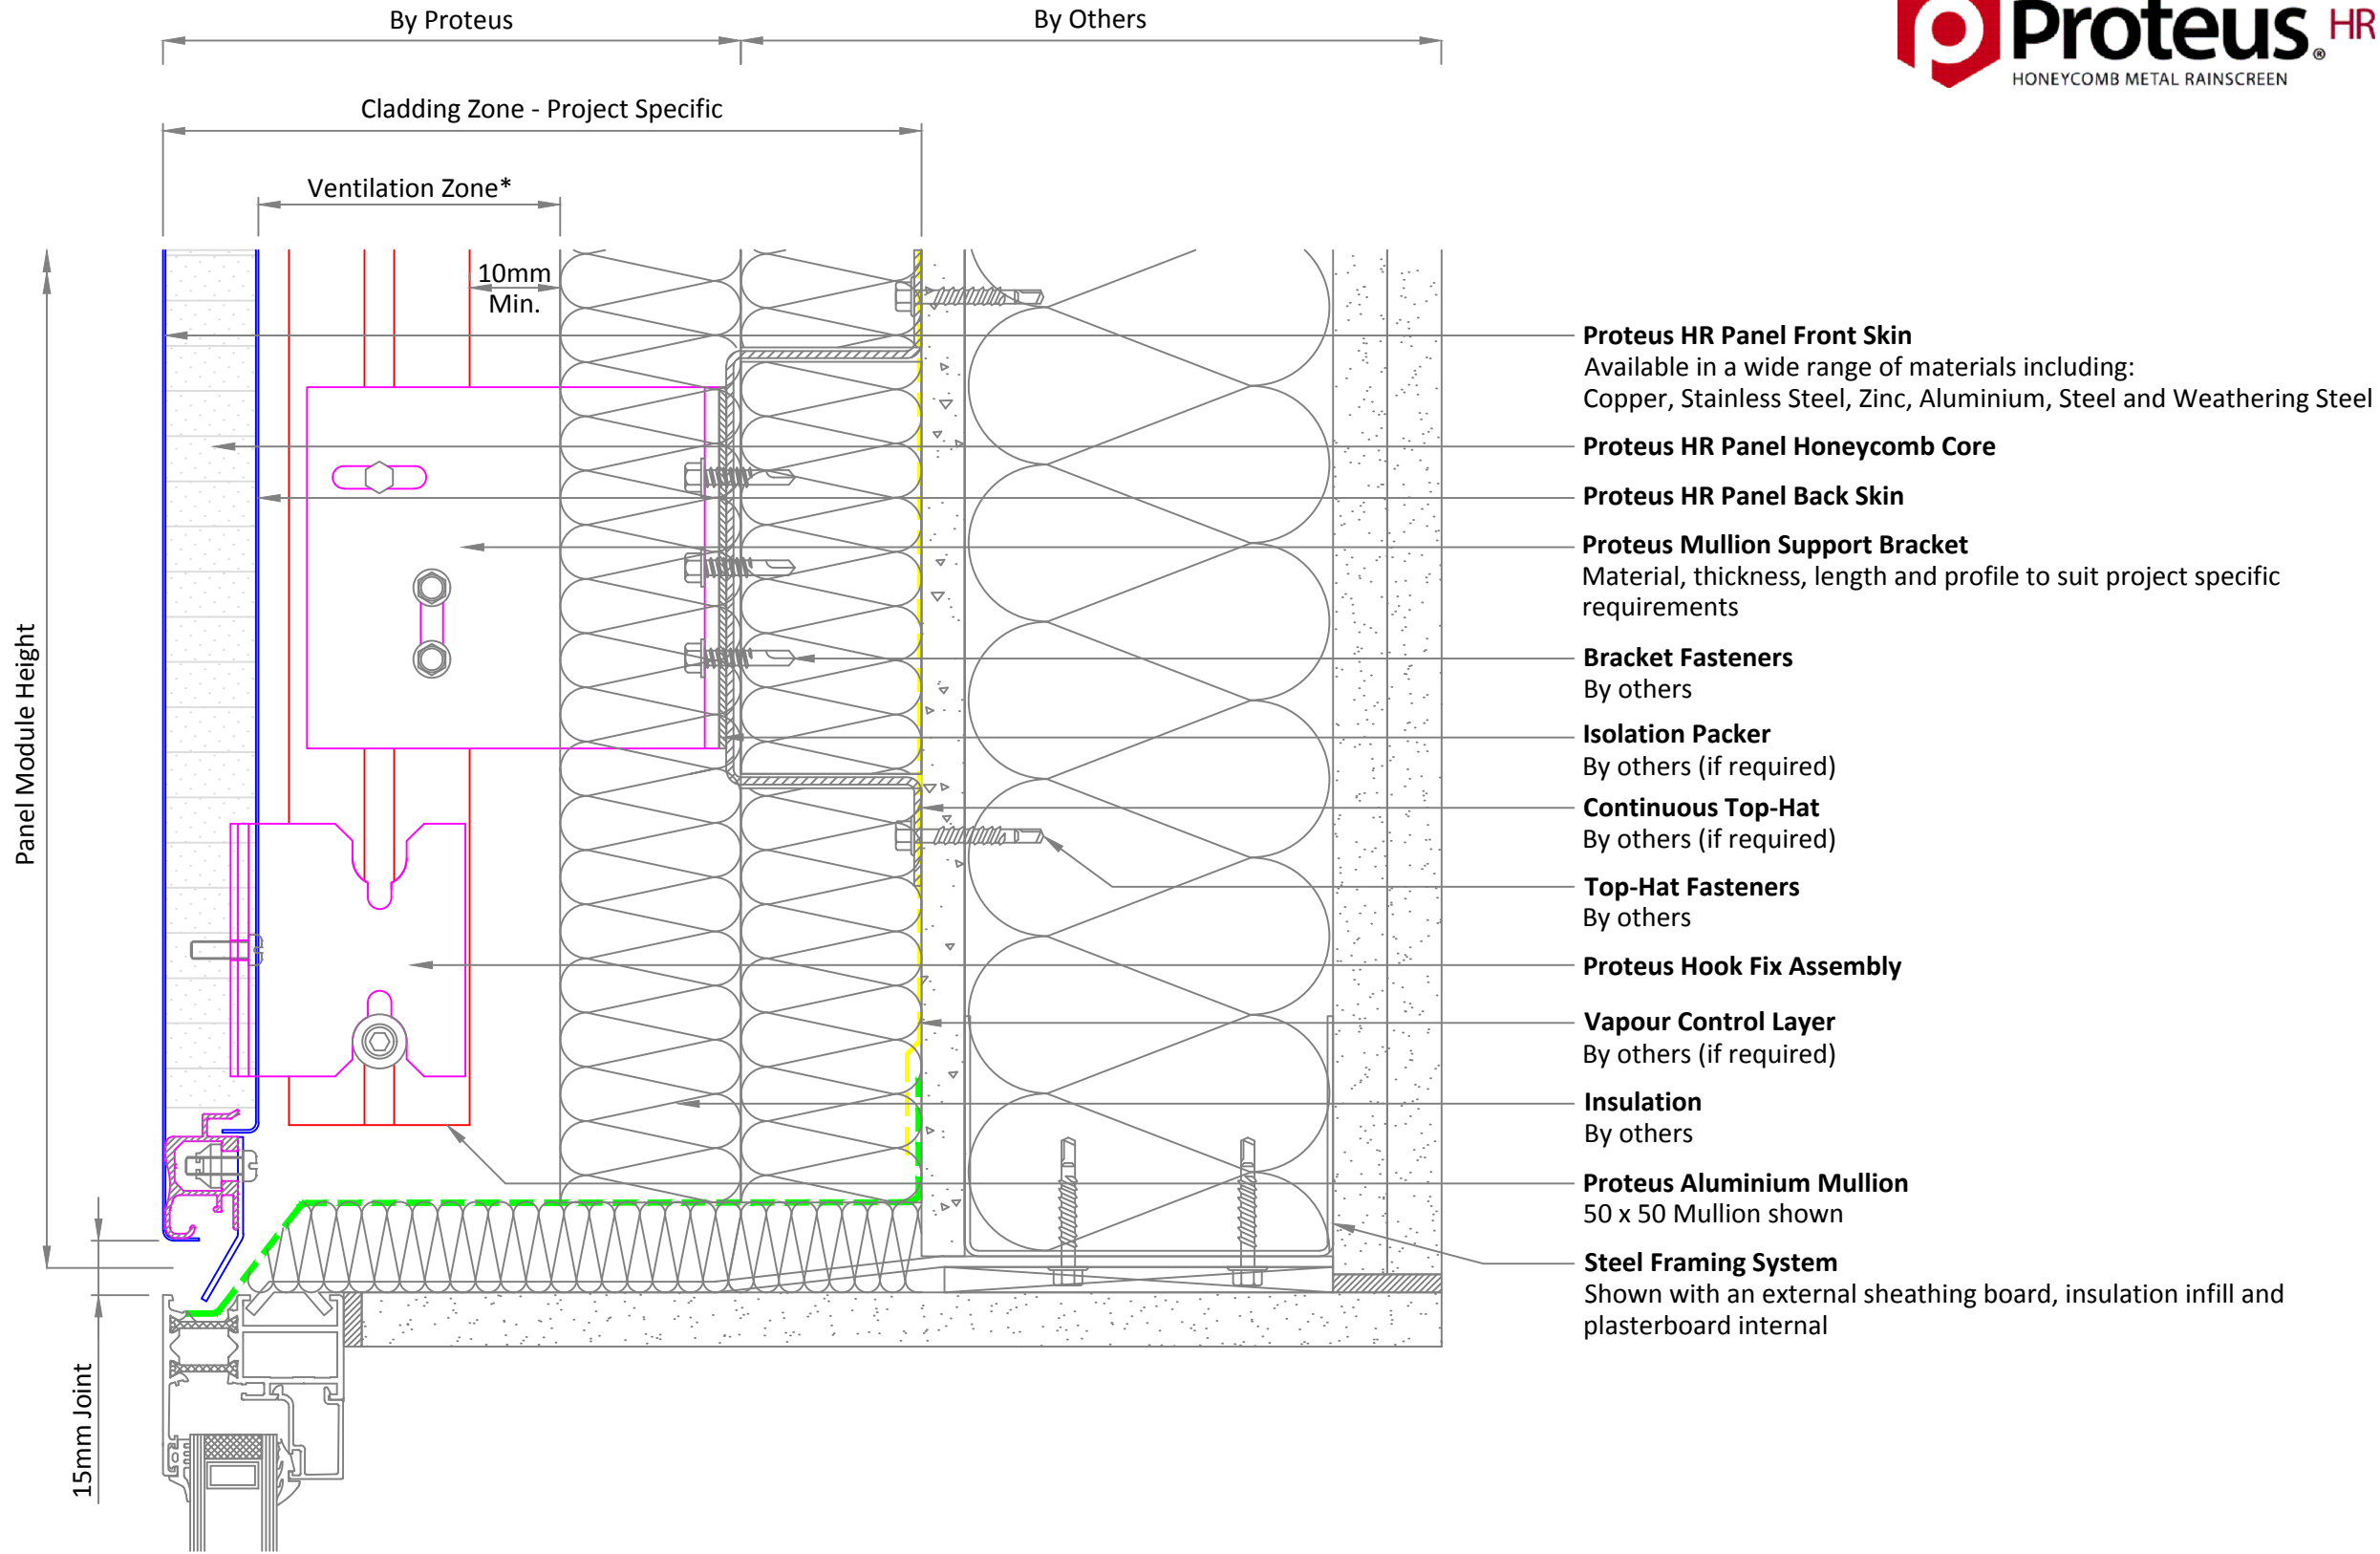 By Proteus
By Others
Proteus® HR
HONEYCOMB METAL RAINSCREEN
Cladding Zone - Project Specific
Ventilation Zone*
10mm
Min.
Panel Module Height
15mm Joint
Proteus HR Panel Front Skin
Available in a wide range of materials including:
Copper, Stainless Steel, Zinc, Aluminium, Steel and Weathering Steel
Proteus HR Panel Honeycomb Core
Proteus HR Panel Back Skin
Proteus Mullion Support Bracket
Material, thickness, length and profile to suit project specific
requirements
Bracket Fasteners
By others
Isolation Packer
By others (if required)
Continuous Top-Hat
By others (if required)
Top-Hat Fasteners
By others
Proteus Hook Fix Assembly
Vapour Control Layer
By others (if required)
Insulation
By others
Proteus Aluminium Mullion
50 x 50 Mullion shown
Steel Framing System
Shown with an external sheathing board, insulation infill and
plasterboard internal